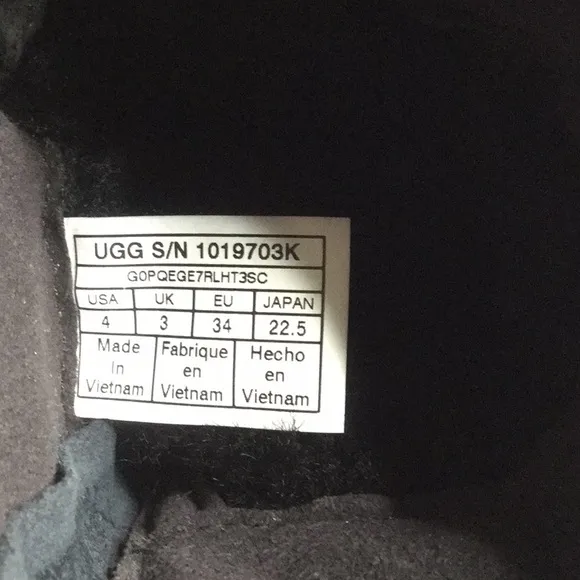 UGG S/N 1019703K
G0PQEGE7RLHT3SC
USA UK EU JAPAN
4 3 34 22.5
Made Fabrique Hecho
In en en
Vietnam Vietnam Vietnam